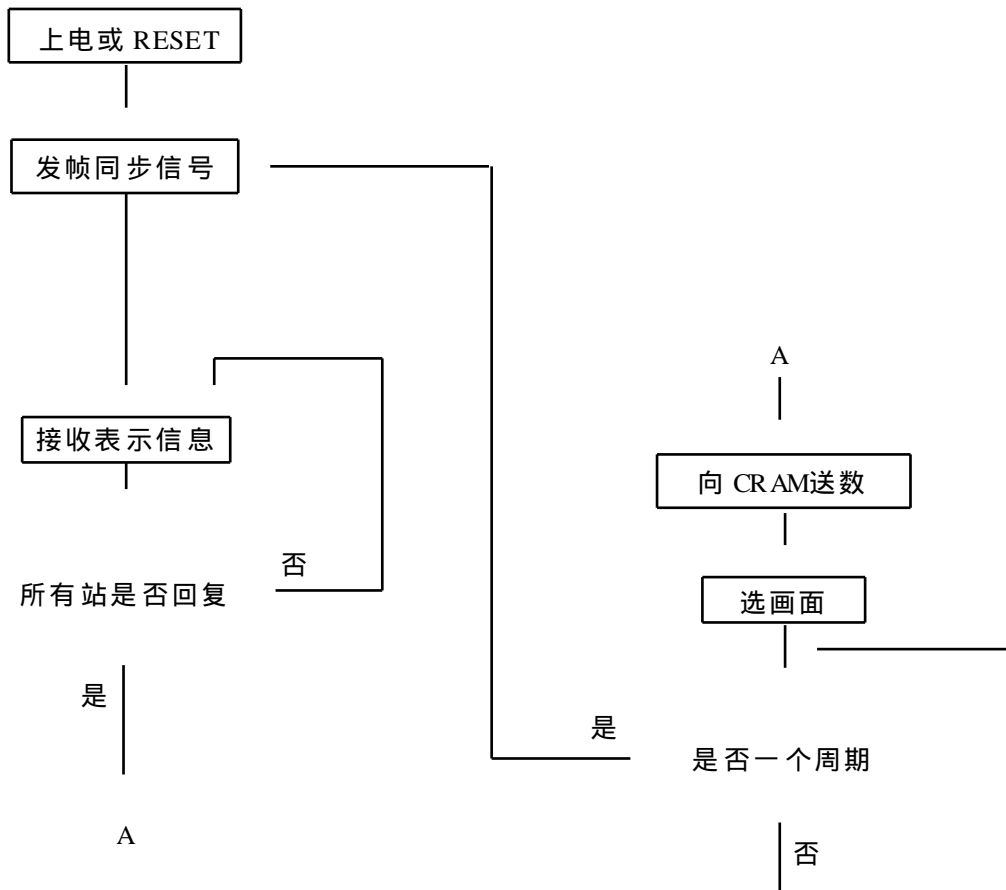 上电或 RESET
发帧同步信号
接收表示信息
否
所有站是否回复
是
A
A
向 CRAM送数
选画面
是
是否一个周期
否